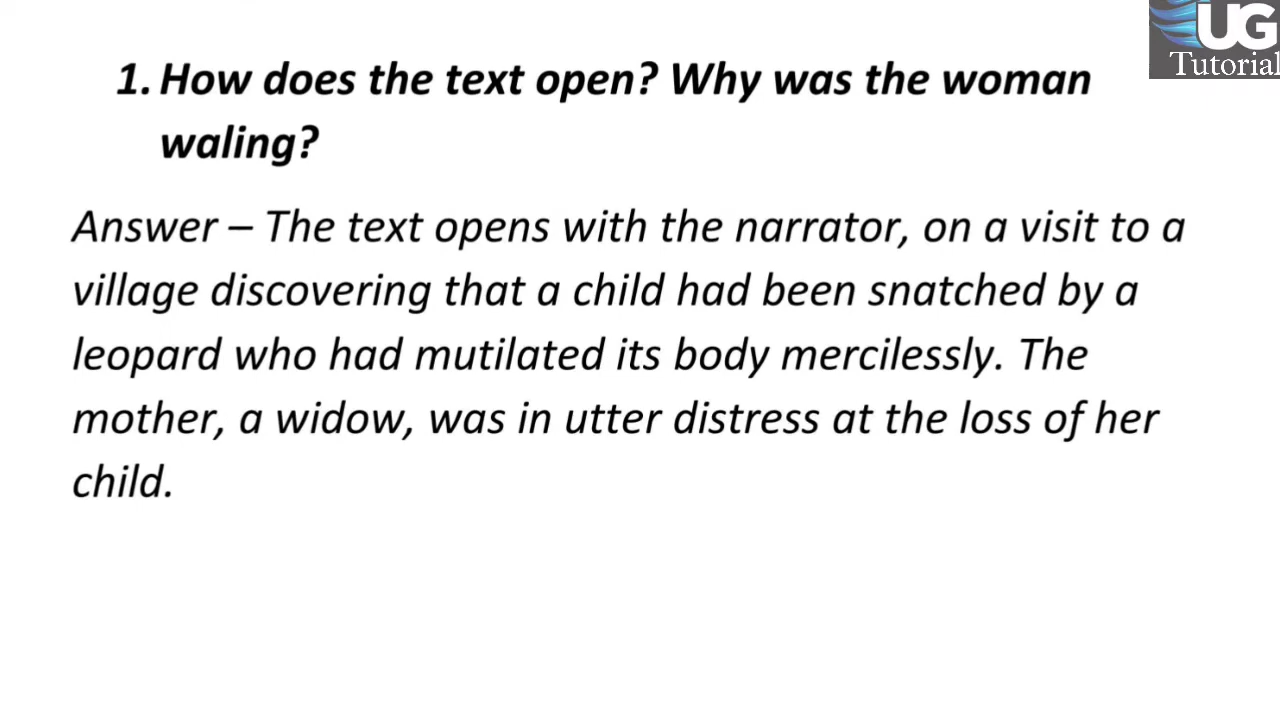 UG
Tutorial
1. How does the text open? Why was the woman
waling?
Answer – The text opens with the narrator, on a visit to a
village discovering that a child had been snatched by a
leopard who had mutilated its body mercilessly. The
mother, a widow, was in utter distress at the loss of her
child.